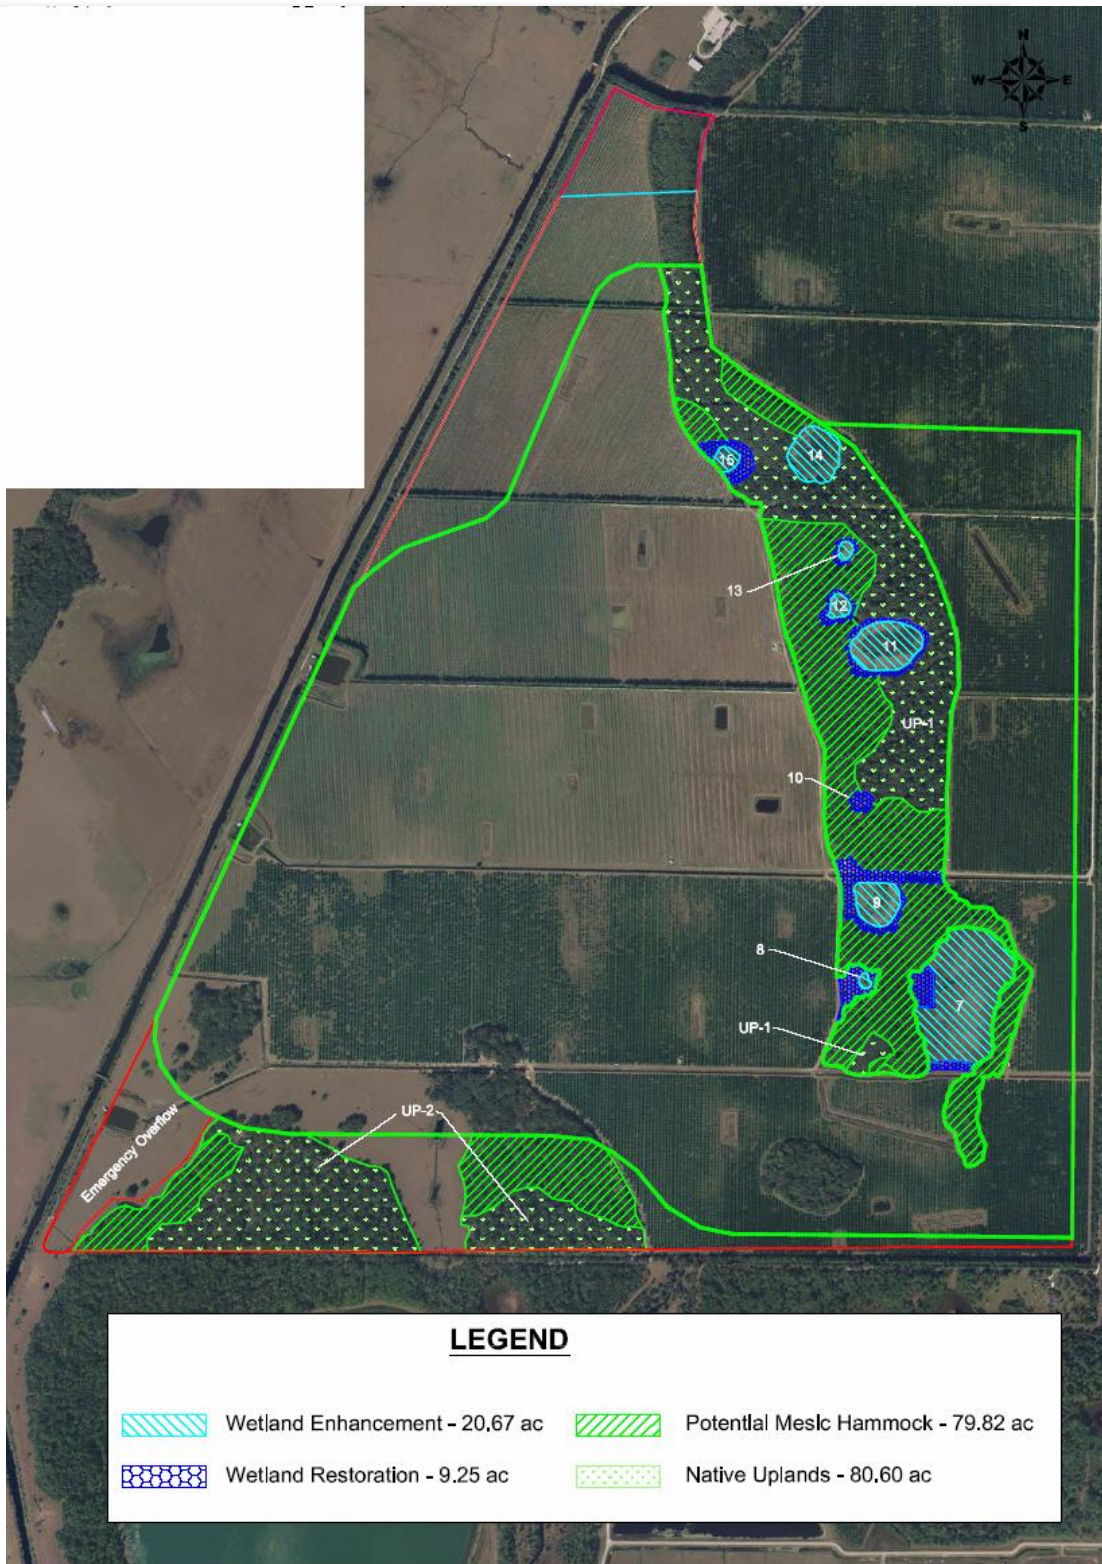 N
W E
S
14
15
13
12
11
UP-1
10
9
8
7
UP-1
UP-2
Emergency Overflow
LEGEND
Wetland Enhancement - 20.67 ac
Potential Mesic Hammock - 79.82 ac
Wetland Restoration - 9.25 ac
Native Uplands - 80.60 ac